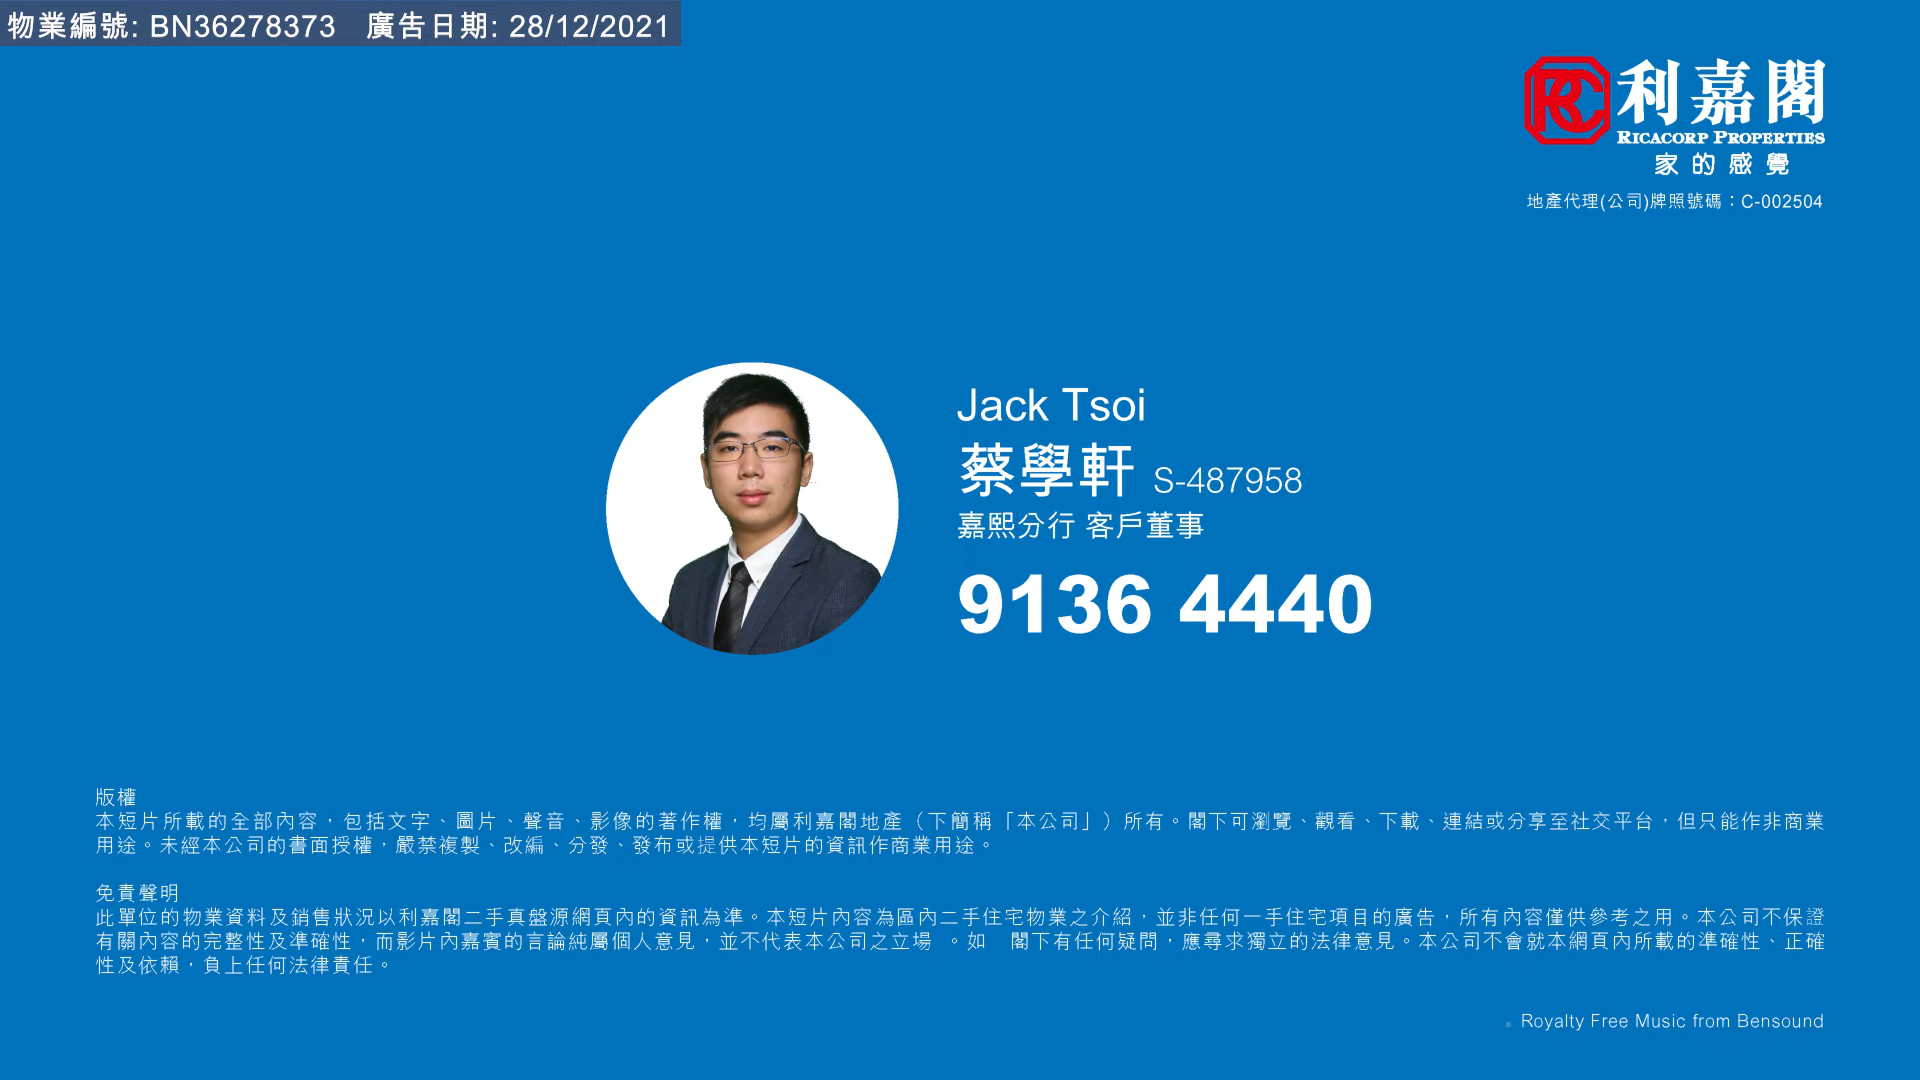 物業編號: BN36278373 廣告日期: 28/12/2021
RC 利嘉閣
RICACORP PROPERTIES
家的感覺
地產代理(公司)牌照號碼：C-002504
Jack Tsoi
蔡學軒 S-487958
嘉熙分行 客戶董事
9136 4440
版權
本短片所載的全部內容，包括文字、圖片、聲音、影像的著作權，均屬利嘉閣地產（下簡稱「本公司」）所有。閣下可瀏覽、觀看、下載、連結或分享至社交平台，但只能作非商業
用途。未經本公司的書面授權，嚴禁複製、改編、分發、發布或提供本短片的資訊作商業用途。
免責聲明
此單位的物業資料及銷售狀況以利嘉閣二手真盤源網頁內的資訊為準。本短片內容為區內二手住宅物業之介紹，並非任何一手住宅項目的廣告，所有內容僅供參考之用。本公司不保證
有關內容的完整性及準確性，而影片內嘉賓的言論純屬個人意見，並不代表本公司之立場 。如 閣下有任何疑問，應尋求獨立的法律意見。本公司不會就本網頁內所載的準確性、正確
性及依賴，負上任何法律責任。
Royalty Free Music from Bensound